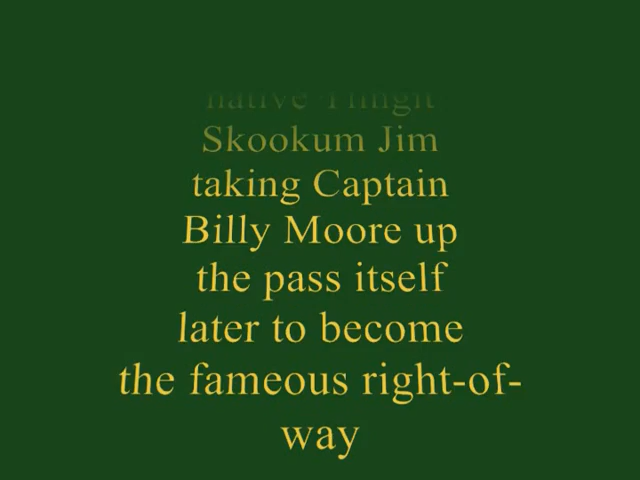 native Tlingit
Skookum Jim
taking Captain
Billy Moore up
the pass itself
later to become
the fameous right-of-
way